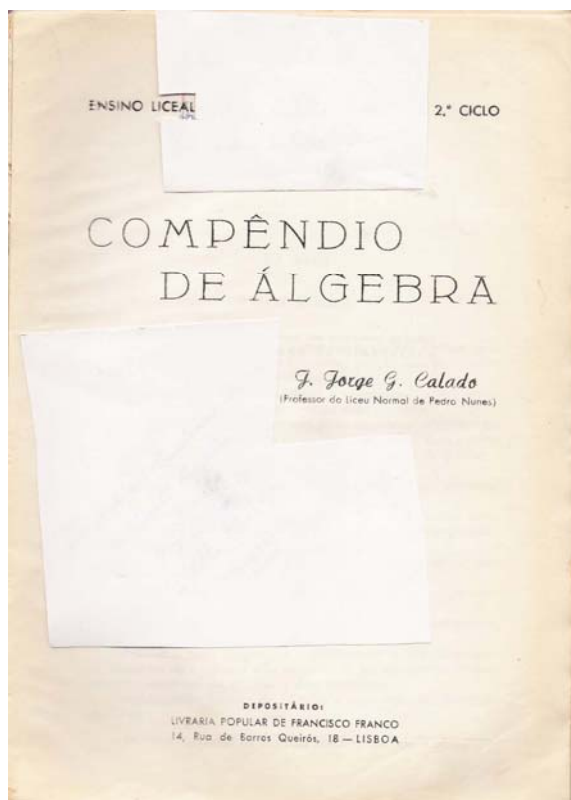 ENSINO LICEAL 2.º CICLO
COMPÊNDIO
DE ÁLGEBRA
J. Jorge G. Calado
(Professor do Liceu Normal de Pedro Nunes)
DEPOSITÁRIO:
LIVRARIA POPULAR DE FRANCISCO FRANCO
14, Rua de Barros Queirós, 18 — LISBOA